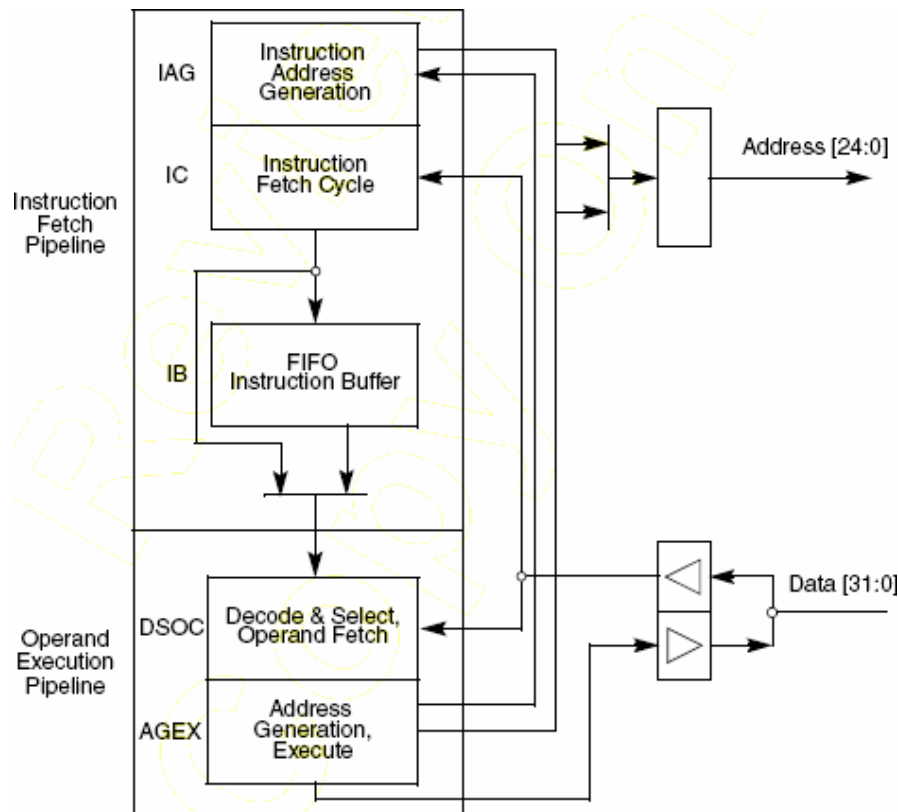 IAG
Instruction
Address
Generation
IC
Instruction
Fetch Cycle
Instruction
Fetch
Pipeline
Address [24:0]
IB
FIFO
Instruction Buffer
DSOC
Decode & Select,
Operand Fetch
Data [31:0]
Operand
Execution
Pipeline
AGEX
Address
Generation,
Execute